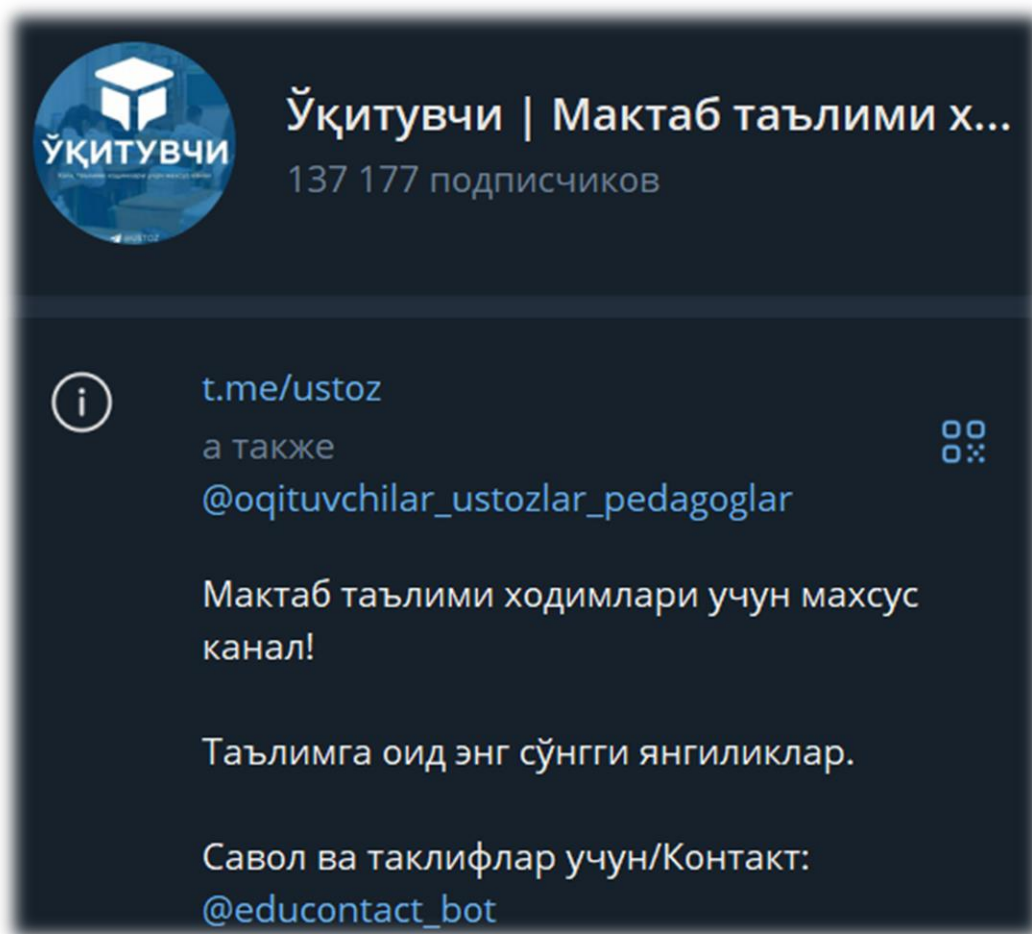 ЎҚИТУВЧИ
@USTOZ
Ўқитувчи | Мактаб таълими х...
137 177 подписчиков
t.me/ustoz
а также
@oqituvchilar_ustozlar_pedagoglar
Мактаб таълими ходимлари учун махсус
канал!
Таълимга оид энг сўнгги янгиликлар.
Савол ва таклифлар учун/Контакт:
@educontact_bot